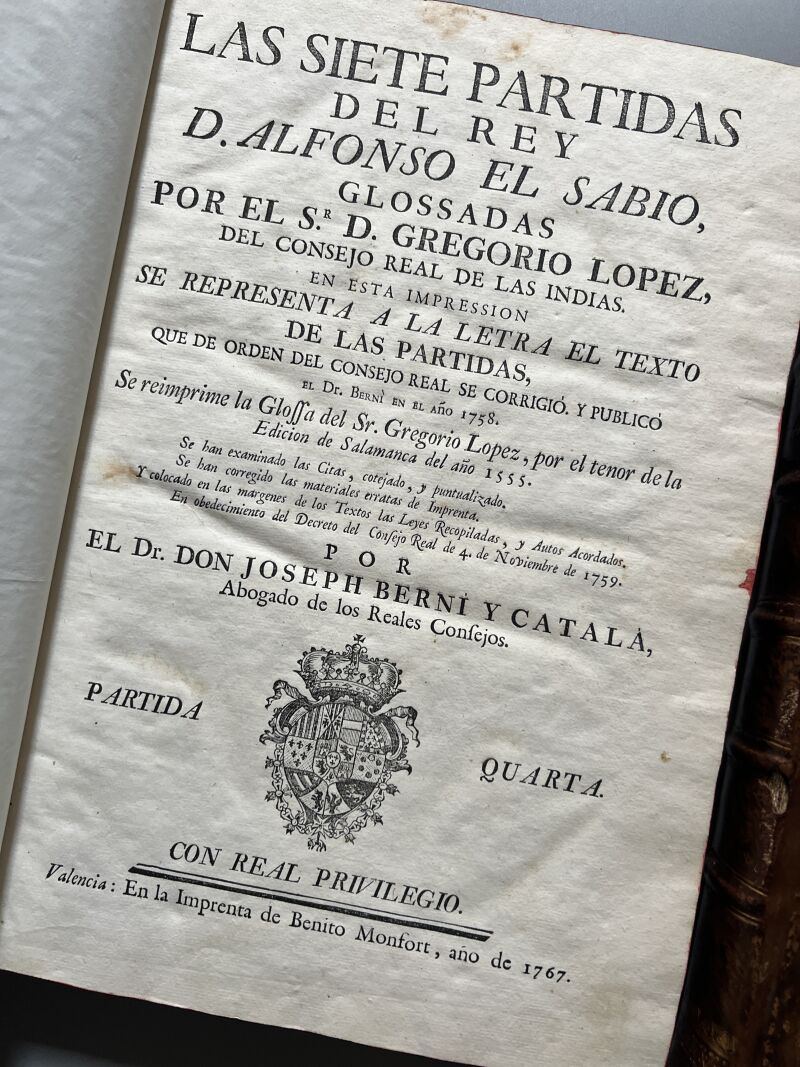 LAS SIETE PARTIDAS
DEL REY
D. ALFONSO EL SABIO,
GLOSSADAS
POR EL S.ᴿ D. GREGORIO LOPEZ,
DEL CONSEJO REAL DE LAS INDIAS.
EN ESTA IMPRESSION
SE REPRESENTA A LA LETRA EL TEXTO
DE LAS PARTIDAS,
QUE DE ORDEN DEL CONSEJO REAL SE CORRIGIÓ. Y PUBLICÓ
EL Dr. BERNÌ EN EL AÑO 1758.
Se reimprime la Gloſſa del Sr. Gregorio Lopez, por el tenor de la
Edicion de Salamanca del año 1555.
Se han examinado las Citas, cotejado, y puntualizado.
Se han corregido las materiales erratas de Imprenta.
Y colocado en las margenes de los Textos las Leyes Recopiladas, y Autos Acordados.
En obedecimiento del Decreto del Conſejo Real de 4. de Noviembre de 1759.
POR
EL Dr. DON JOSEPH BERNÌ Y CATALÀ,
Abogado de los Reales Conſejos.
PARTIDA QUARTA.
CON REAL PRIVILEGIO.
Valencia: En la Imprenta de Benito Monfort, año de 1767.